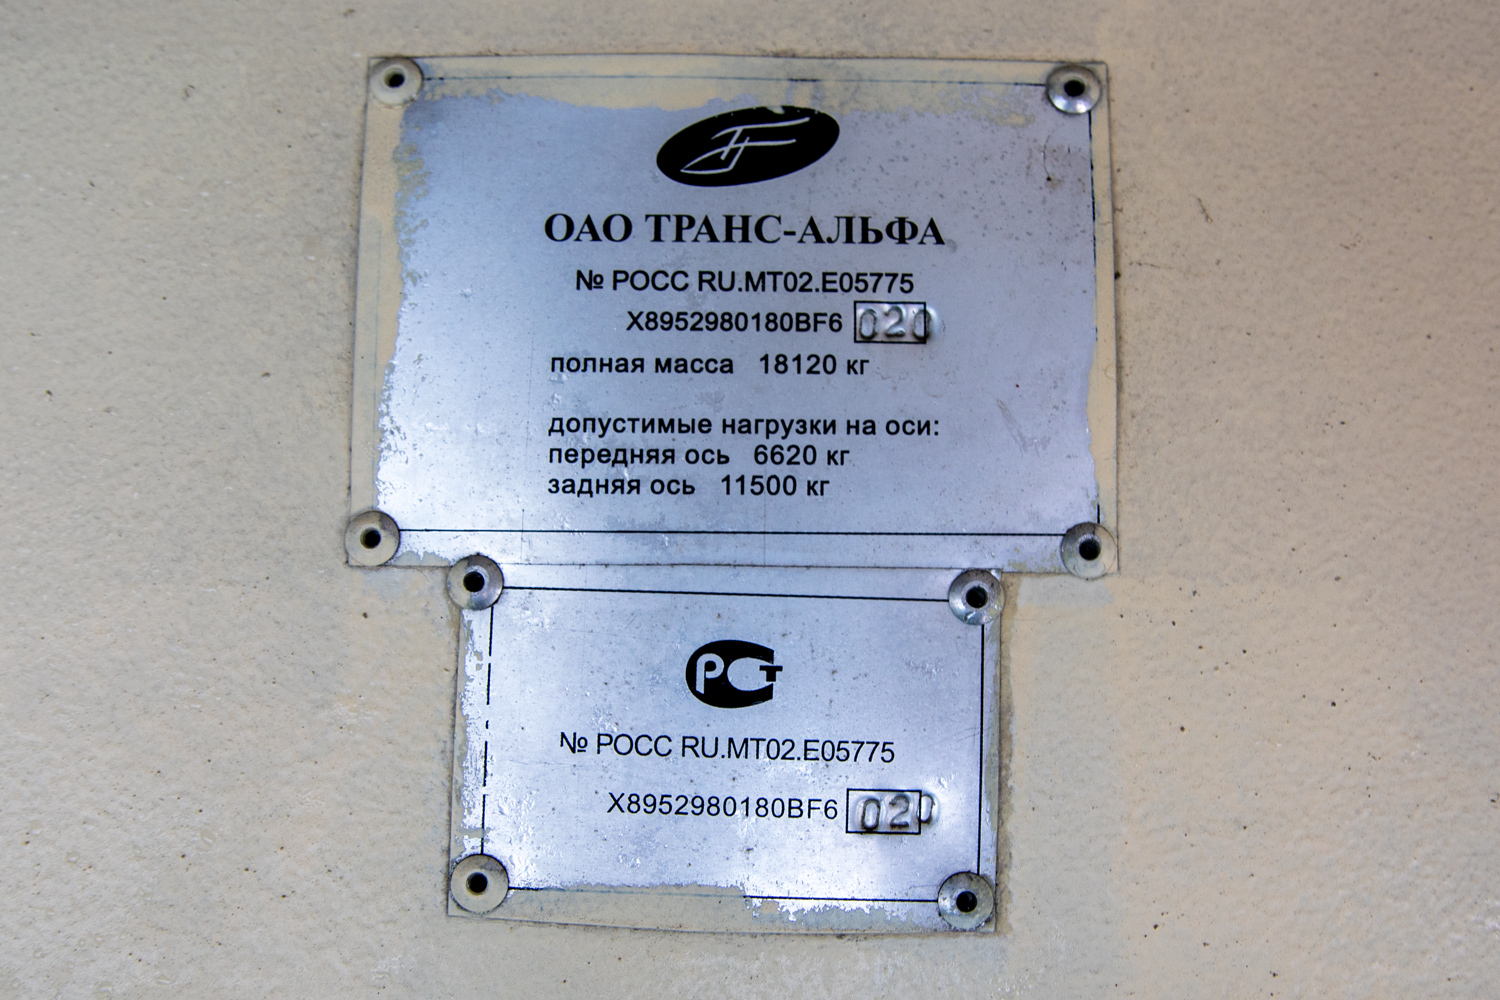 ОАО ТРАНС-АЛЬФА
№ РОСС RU.МТ02.Е05775
X8952980180BF6 020
полная масса 18120 кг
допустимые нагрузки на оси:
передняя ось 6620 кг
задняя ось 11500 кг
РСТ
№ РОСС RU.МТ02.Е05775
X8952980180BF6 020